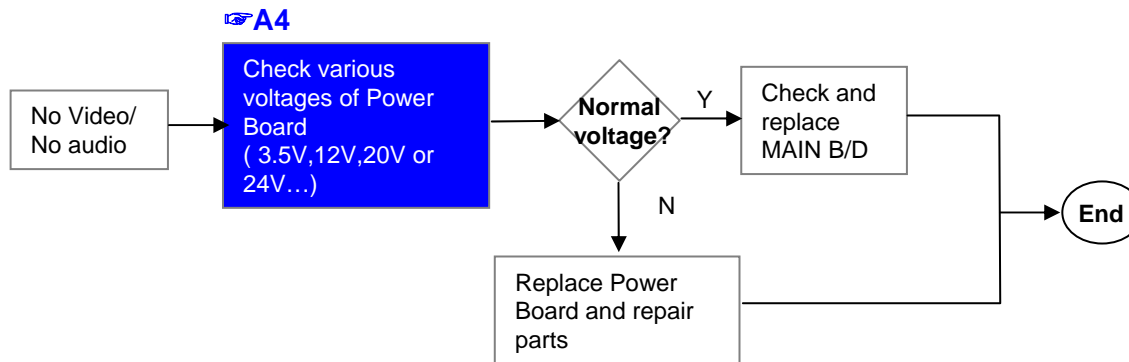 ☞A4
No Video/
No audio
Check various
voltages of Power
Board
( 3.5V,12V,20V or
24V…)
Normal
voltage?
Y
Check and
replace
MAIN B/D
N
Replace Power
Board and repair
parts
End